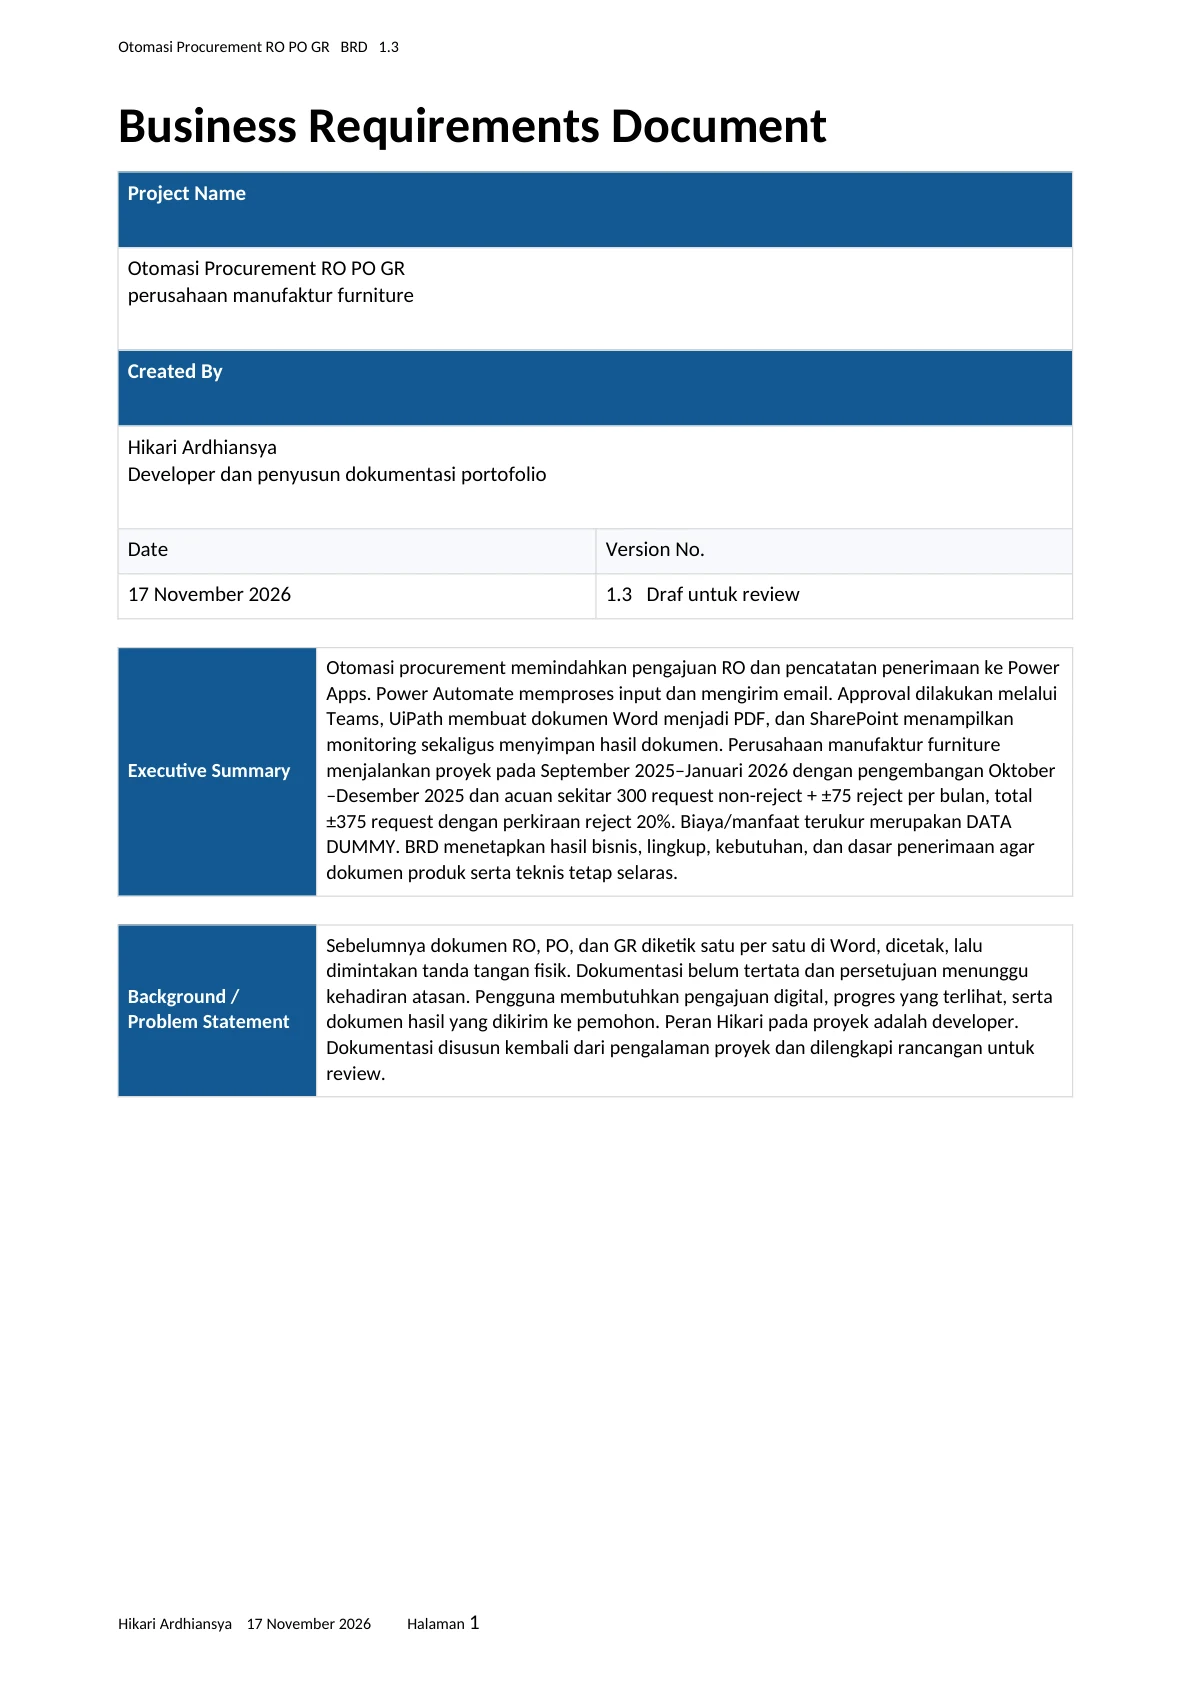 Otomasi Procurement RO PO GR BRD 1.3
Business Requirements Document
Project Name
Otomasi Procurement RO PO GR
perusahaan manufaktur furniture
Created By
Hikari Ardhiansya
Developer dan penyusun dokumentasi portofolio
Date
Version No.
17 November 2026
1.3 Draf untuk review
Executive Summary
Otomasi procurement memindahkan pengajuan RO dan pencatatan penerimaan ke Power
Apps. Power Automate memproses input dan mengirim email. Approval dilakukan melalui
Teams, UiPath membuat dokumen Word menjadi PDF, dan SharePoint menampilkan
monitoring sekaligus menyimpan hasil dokumen. Perusahaan manufaktur furniture
menjalankan proyek pada September 2025–Januari 2026 dengan pengembangan Oktober
–Desember 2025 dan acuan sekitar 300 request non-reject + ±75 reject per bulan, total
±375 request dengan perkiraan reject 20%. Biaya/manfaat terukur merupakan DATA
DUMMY. BRD menetapkan hasil bisnis, lingkup, kebutuhan, dan dasar penerimaan agar
dokumen produk serta teknis tetap selaras.
Background /
Problem Statement
Sebelumnya dokumen RO, PO, dan GR diketik satu per satu di Word, dicetak, lalu
dimintakan tanda tangan fisik. Dokumentasi belum tertata dan persetujuan menunggu
kehadiran atasan. Pengguna membutuhkan pengajuan digital, progres yang terlihat, serta
dokumen hasil yang dikirim ke pemohon. Peran Hikari pada proyek adalah developer.
Dokumentasi disusun kembali dari pengalaman proyek dan dilengkapi rancangan untuk
review.
Hikari Ardhiansya 17 November 2026 Halaman 1